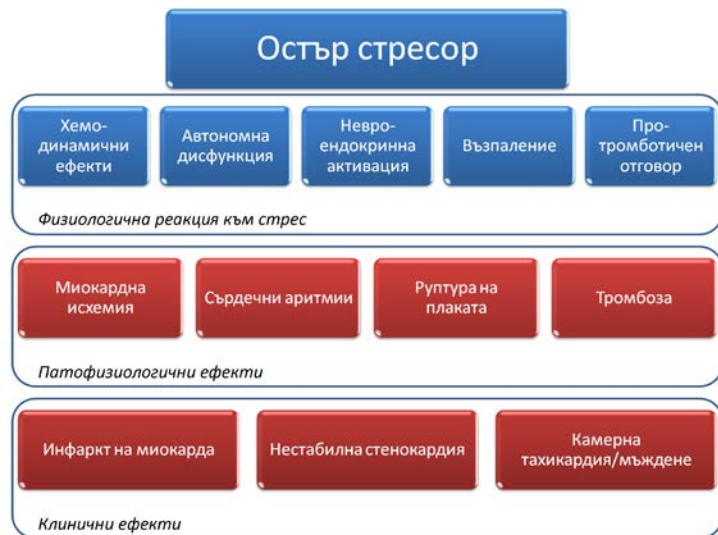 Остър стресор
Хемо-
динамични
ефекти
Автономна
дисфункция
Невро-
ендокринна
активация
Възпаление
Про-
тромботичен
отговор
Физиологична реакция към стрес
Миокардна
исхемия
Сърдечни аритмии
Руптура на
плаката
Тромбоза
Патофизиологични ефекти
Инфаркт на миокарда
Нестабилна стенокардия
Камерна
тахикардия/мъждене
Клинични ефекти